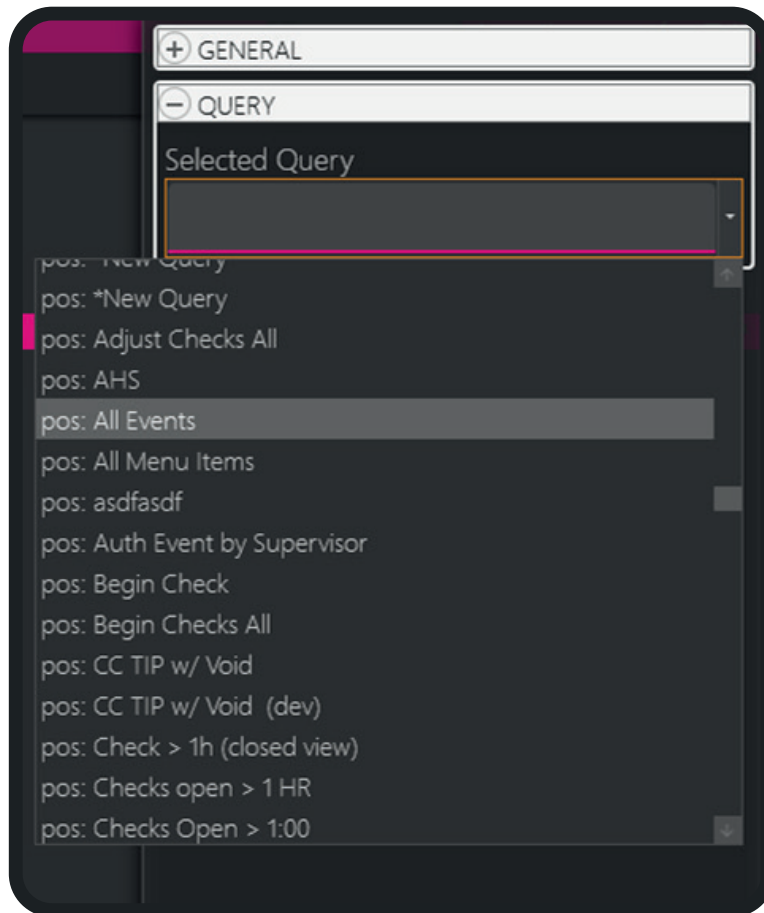 GENERAL
QUERY
Selected Query
pos: *New Query
pos: *New Query
pos: Adjust Checks All
pos: AHS
pos: All Events
pos: All Menu Items
pos: asdfasdf
pos: Auth Event by Supervisor
pos: Begin Check
pos: Begin Checks All
pos: CC TIP w/ Void
pos: CC TIP w/ Void  (dev)
pos: Check > 1h (closed view)
pos: Checks open > 1 HR
pos: Checks Open > 1:00